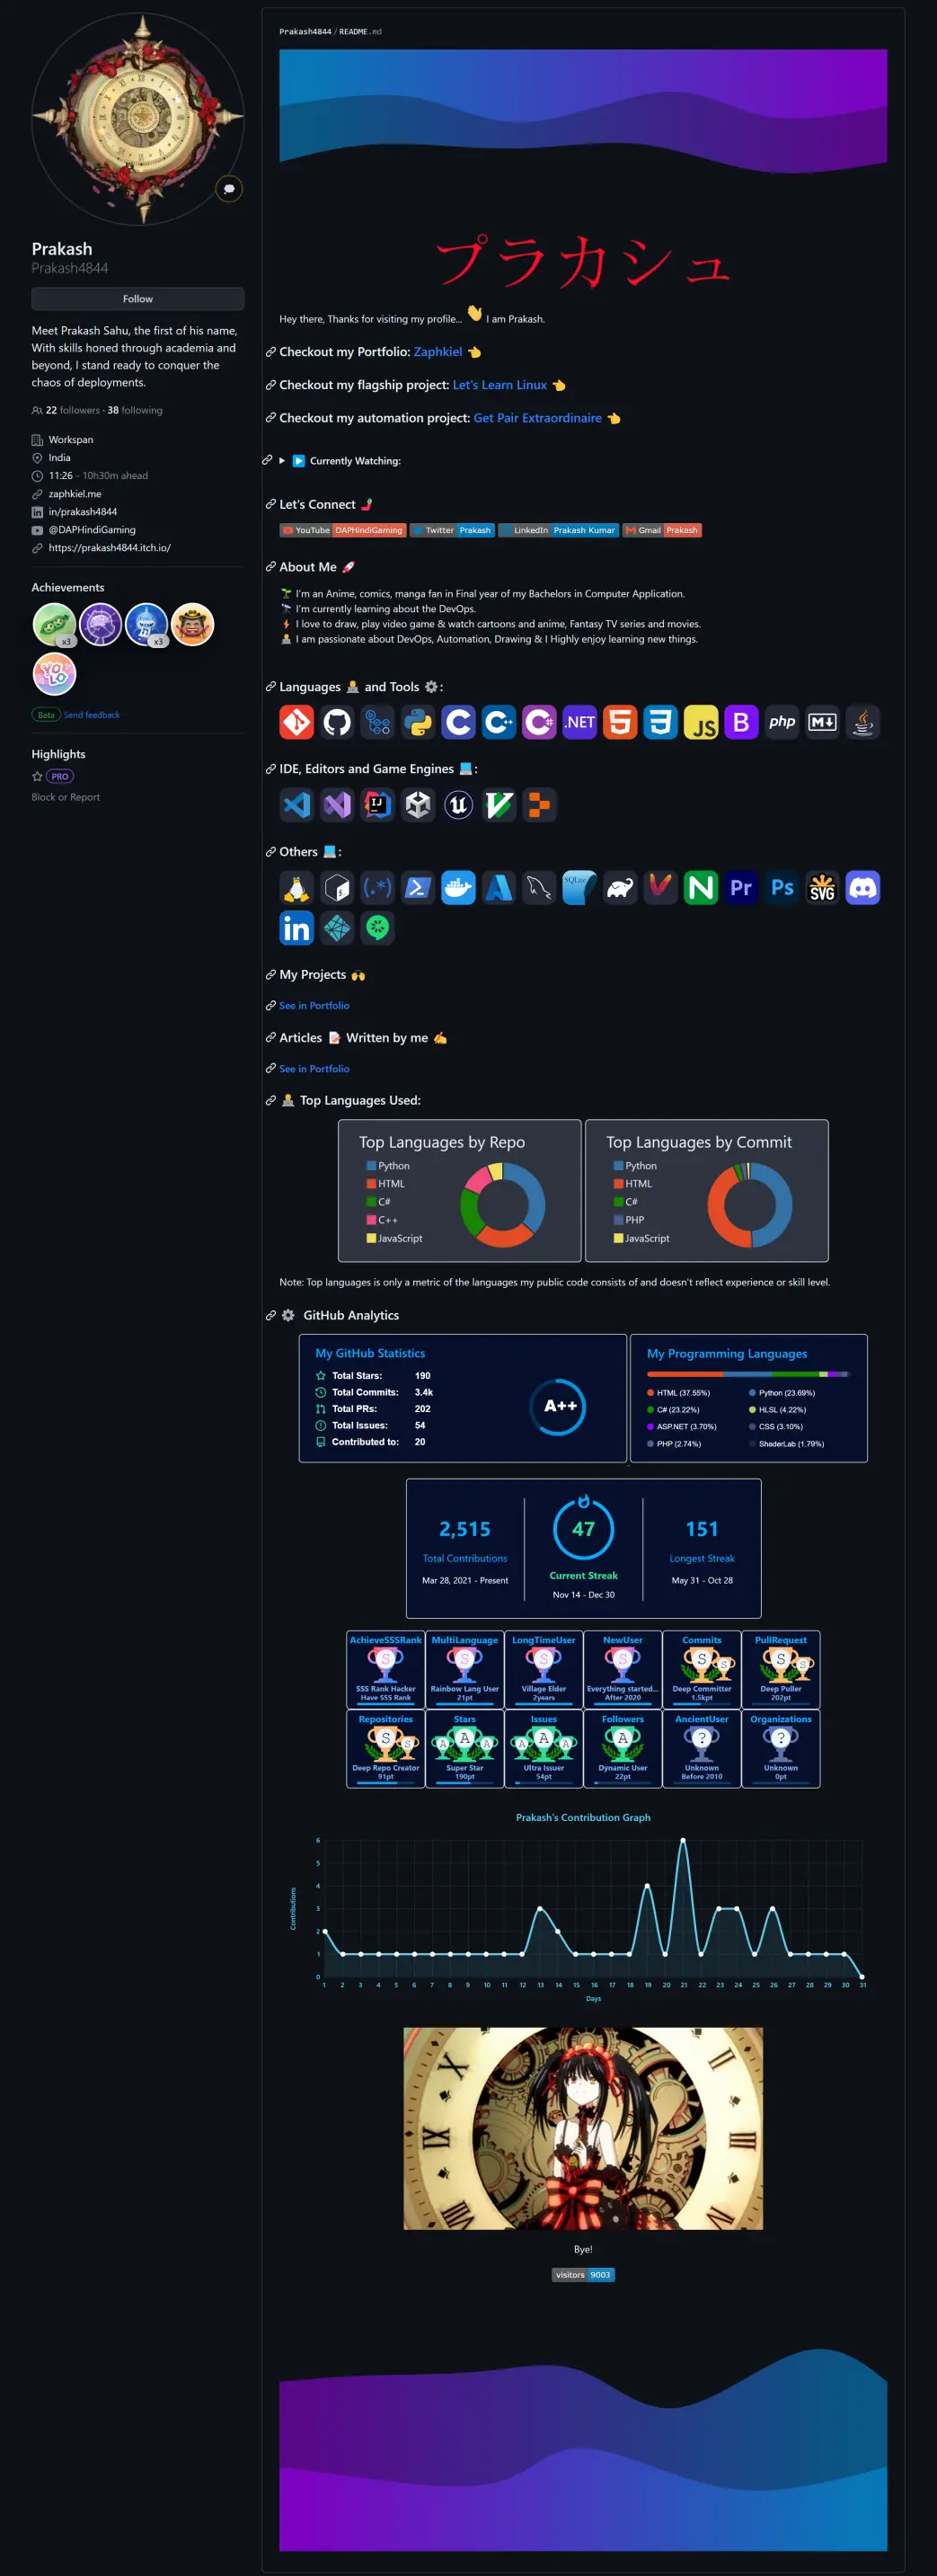 Prakash
Prakash4844
Follow
Meet Prakash Sahu, the first of his name,
With skills honed through academia and
beyond, I stand ready to conquer the
chaos of deployments.
22 followers · 38 following
Workspan
India
11:26 - 10h30m ahead
zaphkiel.me
in/prakash4844
@DAPHindiGaming
https://prakash4844.itch.io/
Achievements
x3
x3
YOLO
Beta Send feedback
Highlights
PRO
Block or Report
Prakash4844 / README.md
プラカシュ
Hey there, Thanks for visiting my profile... I am Prakash.
Checkout my Portfolio: Zaphkiel
Checkout my flagship project: Let's Learn Linux
Checkout my automation project: Get Pair Extraordinaire
Currently Watching:
Let's Connect
YouTube DAPHindiGaming Twitter Prakash LinkedIn Prakash Kumar Gmail Prakash
About Me
I'm an Anime, comics, manga fan in Final year of my Bachelors in Computer Application.
I'm currently learning about the DevOps.
I love to draw, play video game & watch cartoons and anime, Fantasy TV series and movies.
I am passionate about DevOps, Automation, Drawing & I Highly enjoy learning new things.
Languages and Tools :
C C++ C# .NET 5 3 JS B php M Java
IDE, Editors and Game Engines :
IJ
Others :
(.*) SQLite N Pr Ps SVG
in
My Projects
See in Portfolio
Articles Written by me
See in Portfolio
Top Languages Used:
Top Languages by Repo
Python
HTML
C#
C++
JavaScript
Top Languages by Commit
Python
HTML
C#
PHP
JavaScript
Note: Top languages is only a metric of the languages my public code consists of and doesn't reflect experience or skill level.
GitHub Analytics
My GitHub Statistics
Total Stars: 190
Total Commits: 3.4k
Total PRs: 202
Total Issues: 54
Contributed to: 20
A++
My Programming Languages
HTML (37.55%) Python (23.69%)
C# (23.22%) HLSL (4.22%)
ASP.NET (3.70%) CSS (3.10%)
PHP (2.74%) ShaderLab (1.79%)
2,515
Total Contributions
Mar 28, 2021 - Present
47
Current Streak
Nov 14 - Dec 30
151
Longest Streak
May 31 - Oct 28
AchieveSSSRank MultiLanguage LongTimeUser NewUser Commits PullRequest
S S S S S S S S
SSS Rank Hacker Rainbow Lang User Village Elder Everything started... Deep Committer Deep Puller
Have SSS Rank 21pt 2years After 2020 1.5kpt 202pt
Repositories Stars Issues Followers AncientUser Organizations
S S A A A A A A A ? ?
Deep Repo Creator Super Star Ultra Issuer Dynamic User Unknown Unknown
91pt 190pt 54pt 22pt Before 2010 0pt
Prakash's Contribution Graph
Contributions
6
5
4
3
2
1
0
1 2 3 4 5 6 7 8 9 10 11 12 13 14 15 16 17 18 19 20 21 22 23 24 25 26 27 28 29 30 31
Days
Bye!
visitors 9003